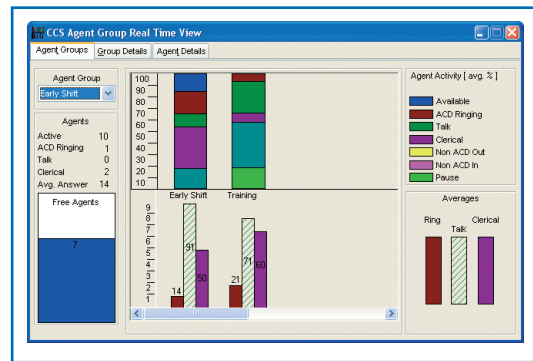 CCS Agent Group Real Time View
Agent Groups Group Details Agent Details
Agent Group
Early Shift
Agents
Active 10
ACD Ringing 1
Talk 0
Clerical 2
Avg. Answer 14
Free Agents
7
100
90
80
70
60
50
40
30
20
10
Early Shift Training
9
8
7
6
5
4
3
2
1
14 91 50 21 71 60
Agent Activity [ avg. % ]
Available
ACD Ringing
Talk
Clerical
Non ACD Out
Non ACD In
Pause
Averages
Ring Talk Clerical